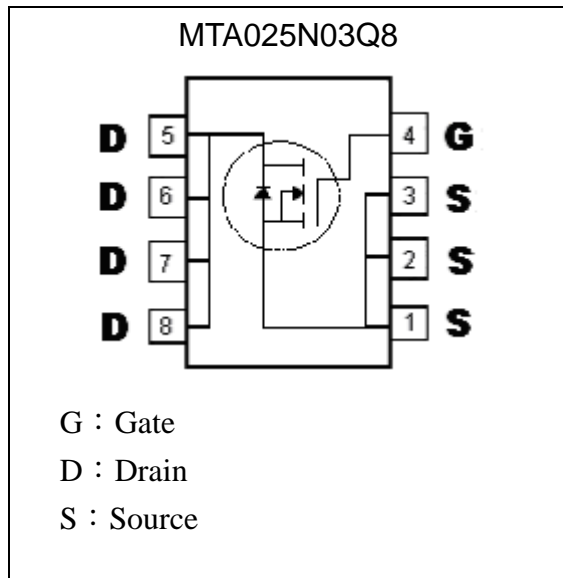 MTA025N03Q8
D 5 4 G
D 6 3 S
D 7 2 S
D 8 1 S
G：Gate
D：Drain
S：Source